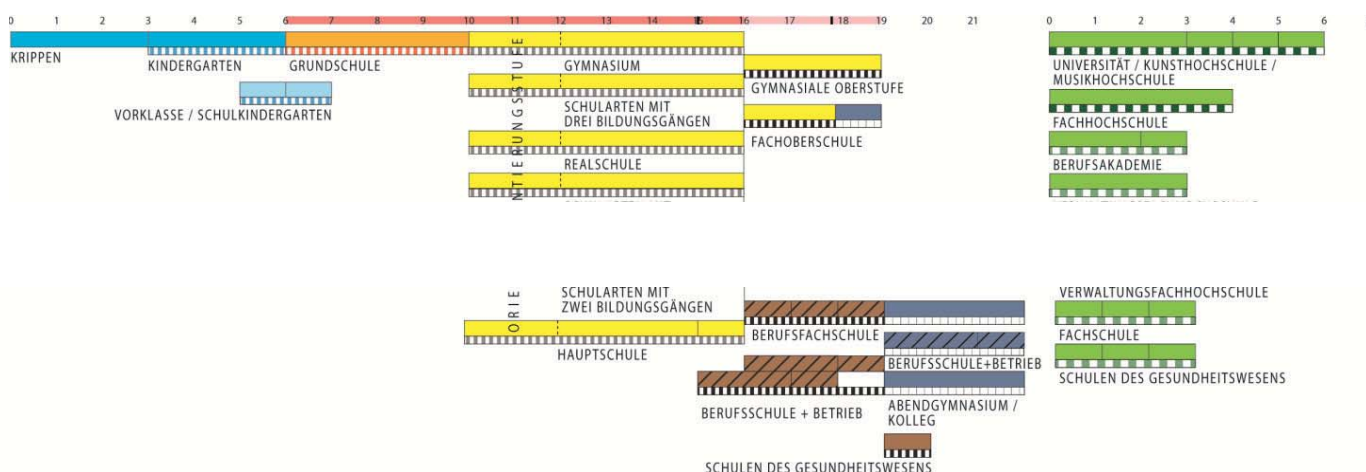 0 1 2 3 4 5 6 7 8 9 10 11 12 13 14 15 16 17 18 19 20 21
0 1 2 3 4 5 6
KRIPPEN
KINDERGARTEN
GRUNDSCHULE
VORKLASSE / SCHULKINDERGARTEN
NTIERUNGSSTUFE
GYMNASIUM
SCHULARTEN MIT
DREI BILDUNGSGÄNGEN
REALSCHULE
GYMNASIALE OBERSTUFE
FACHOBERSCHULE
UNIVERSITÄT / KUNSTHOCHSCHULE /
MUSIKHOCHSCHULE
FACHHOCHSCHULE
BERUFSAKADEMIE
ORIE
SCHULARTEN MIT
ZWEI BILDUNGSGÄNGEN
HAUPTSCHULE
BERUFSFACHSCHULE
BERUFSSCHULE+BETRIEB
BERUFSSCHULE + BETRIEB
ABENDGYMNASIUM /
KOLLEG
SCHULEN DES GESUNDHEITSWESENS
VERWALTUNGSFACHHOCHSCHULE
FACHSCHULE
SCHULEN DES GESUNDHEITSWESENS